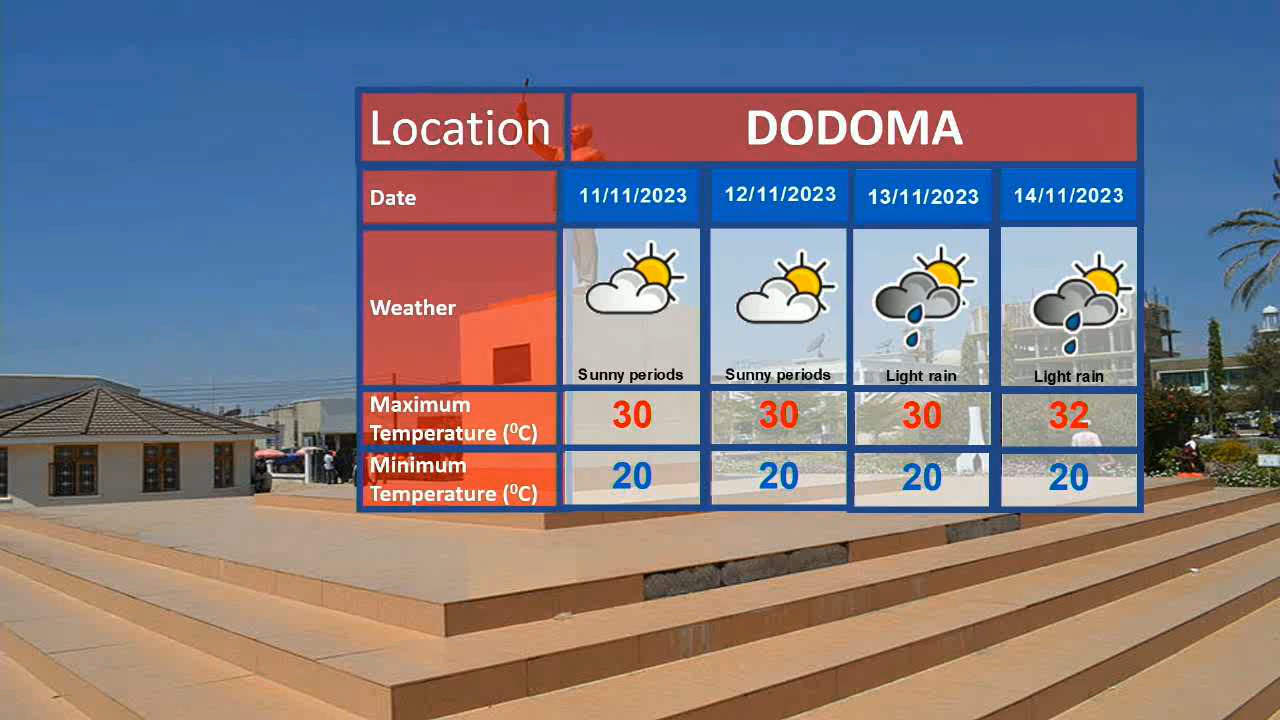 Location DODOMA
Date 11/11/2023 12/11/2023 13/11/2023 14/11/2023
Weather Sunny periods Sunny periods Light rain Light rain
Maximum
Temperature (⁰C) 30 30 30 32
Minimum
Temperature (⁰C) 20 20 20 20